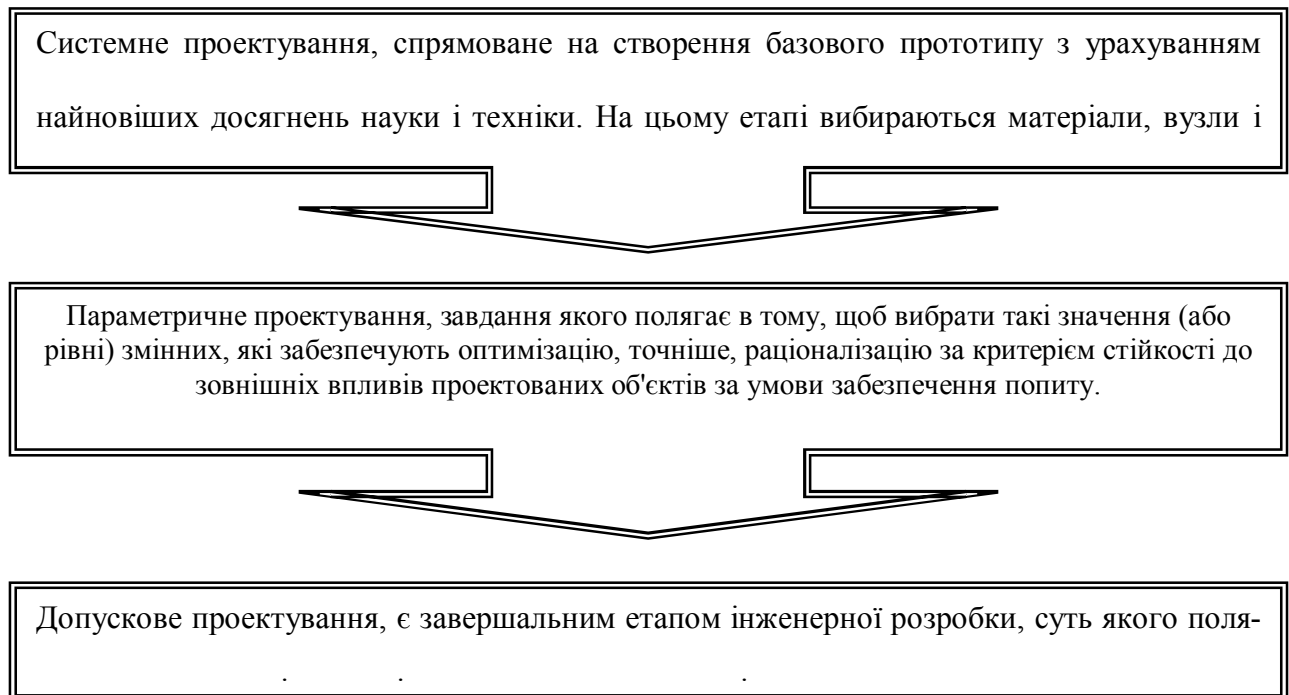 Системне проектування, спрямоване на створення базового прототипу з урахуванням
найновіших досягнень науки і техніки. На цьому етапі вибираються матеріали, вузли і
Параметричне проектування, завдання якого полягає в тому, щоб вибрати такі значення (або
рівні) змінних, які забезпечують оптимізацію, точніше, раціоналізацію за критерієм стійкості до
зовнішніх впливів проектованих об'єктів за умови забезпечення попиту.
Допускове проектування, є завершальним етапом інженерної розробки, суть якого поля-